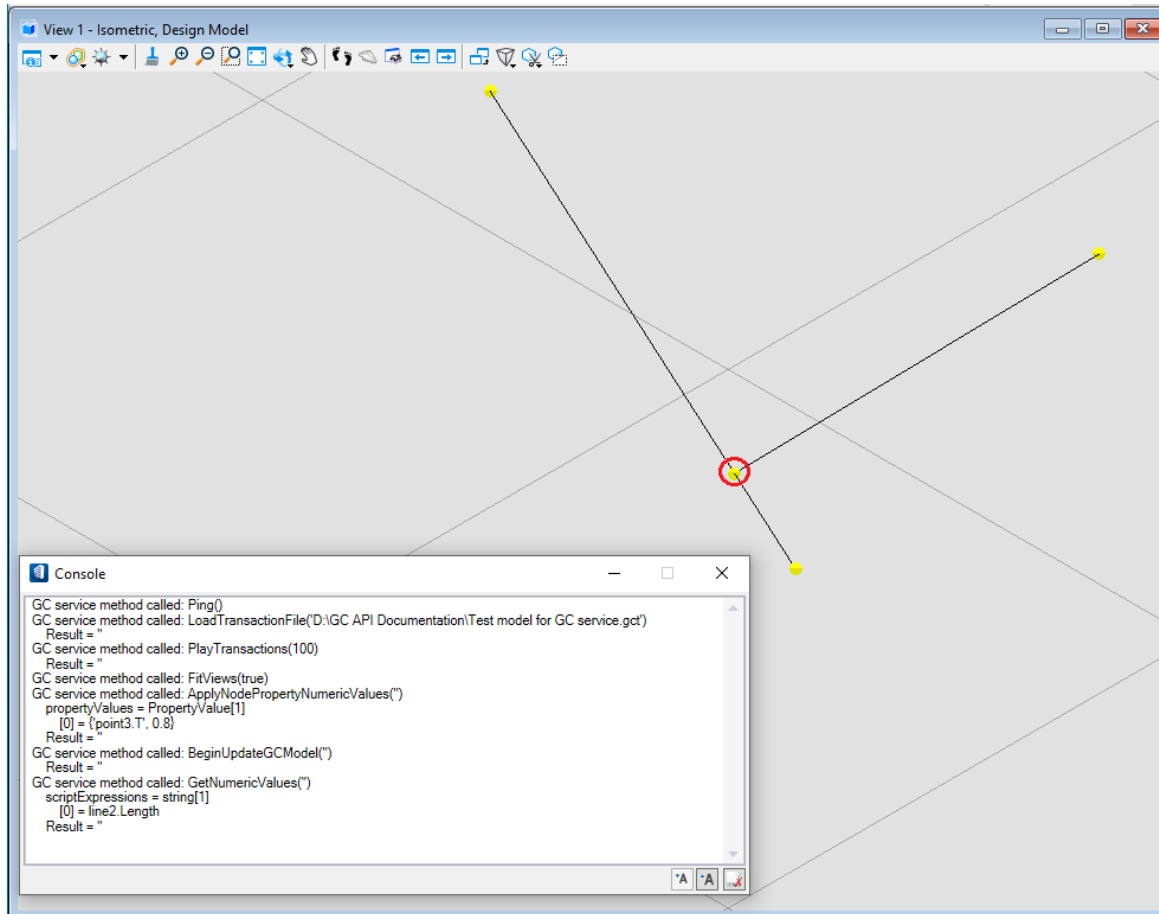 View 1 - Isometric, Design Model
Console
GC service method called: Ping()
GC service method called: LoadTransactionFile('D:\GC API Documentation\Test model for GC service.gct')
Result = ''
GC service method called: PlayTransactions(100)
Result = ''
GC service method called: FitViews(true)
GC service method called: ApplyNodePropertyNumericValues('')
propertyValues = PropertyValue[1]
[0] = {'point3.T', 0.8}
Result = ''
GC service method called: BeginUpdateGCModel('')
Result = ''
GC service method called: GetNumericValues('')
scriptExpressions = string[1]
[0] = line2.Length
Result = ''
+A -A